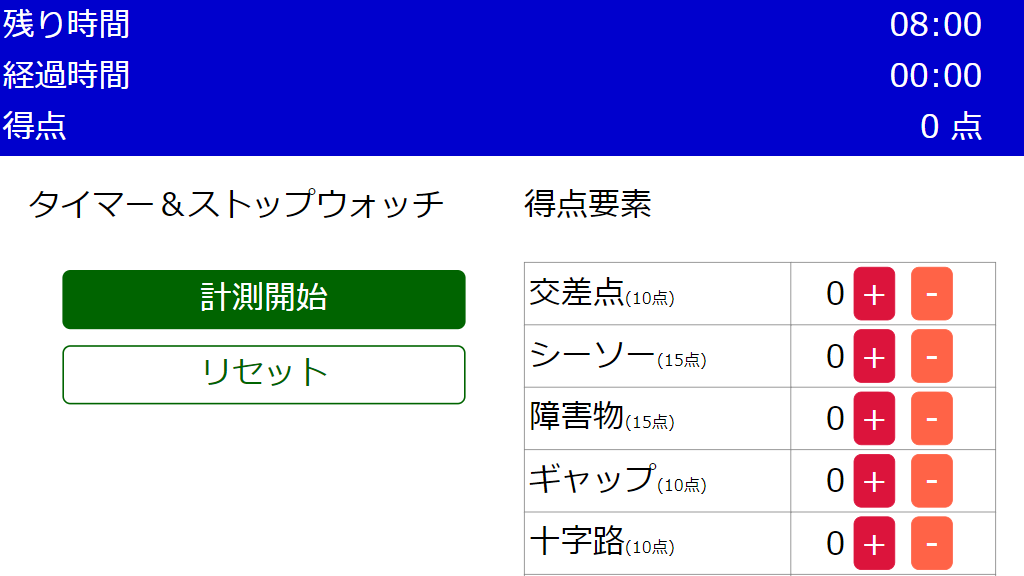 残り時間 08:00
経過時間 00:00
得点 0 点
タイマー＆ストップウォッチ
計測開始
リセット
得点要素
交差点(10点) 0 + -
シーソー(15点) 0 + -
障害物(15点) 0 + -
ギャップ(10点) 0 + -
十字路(10点) 0 + -